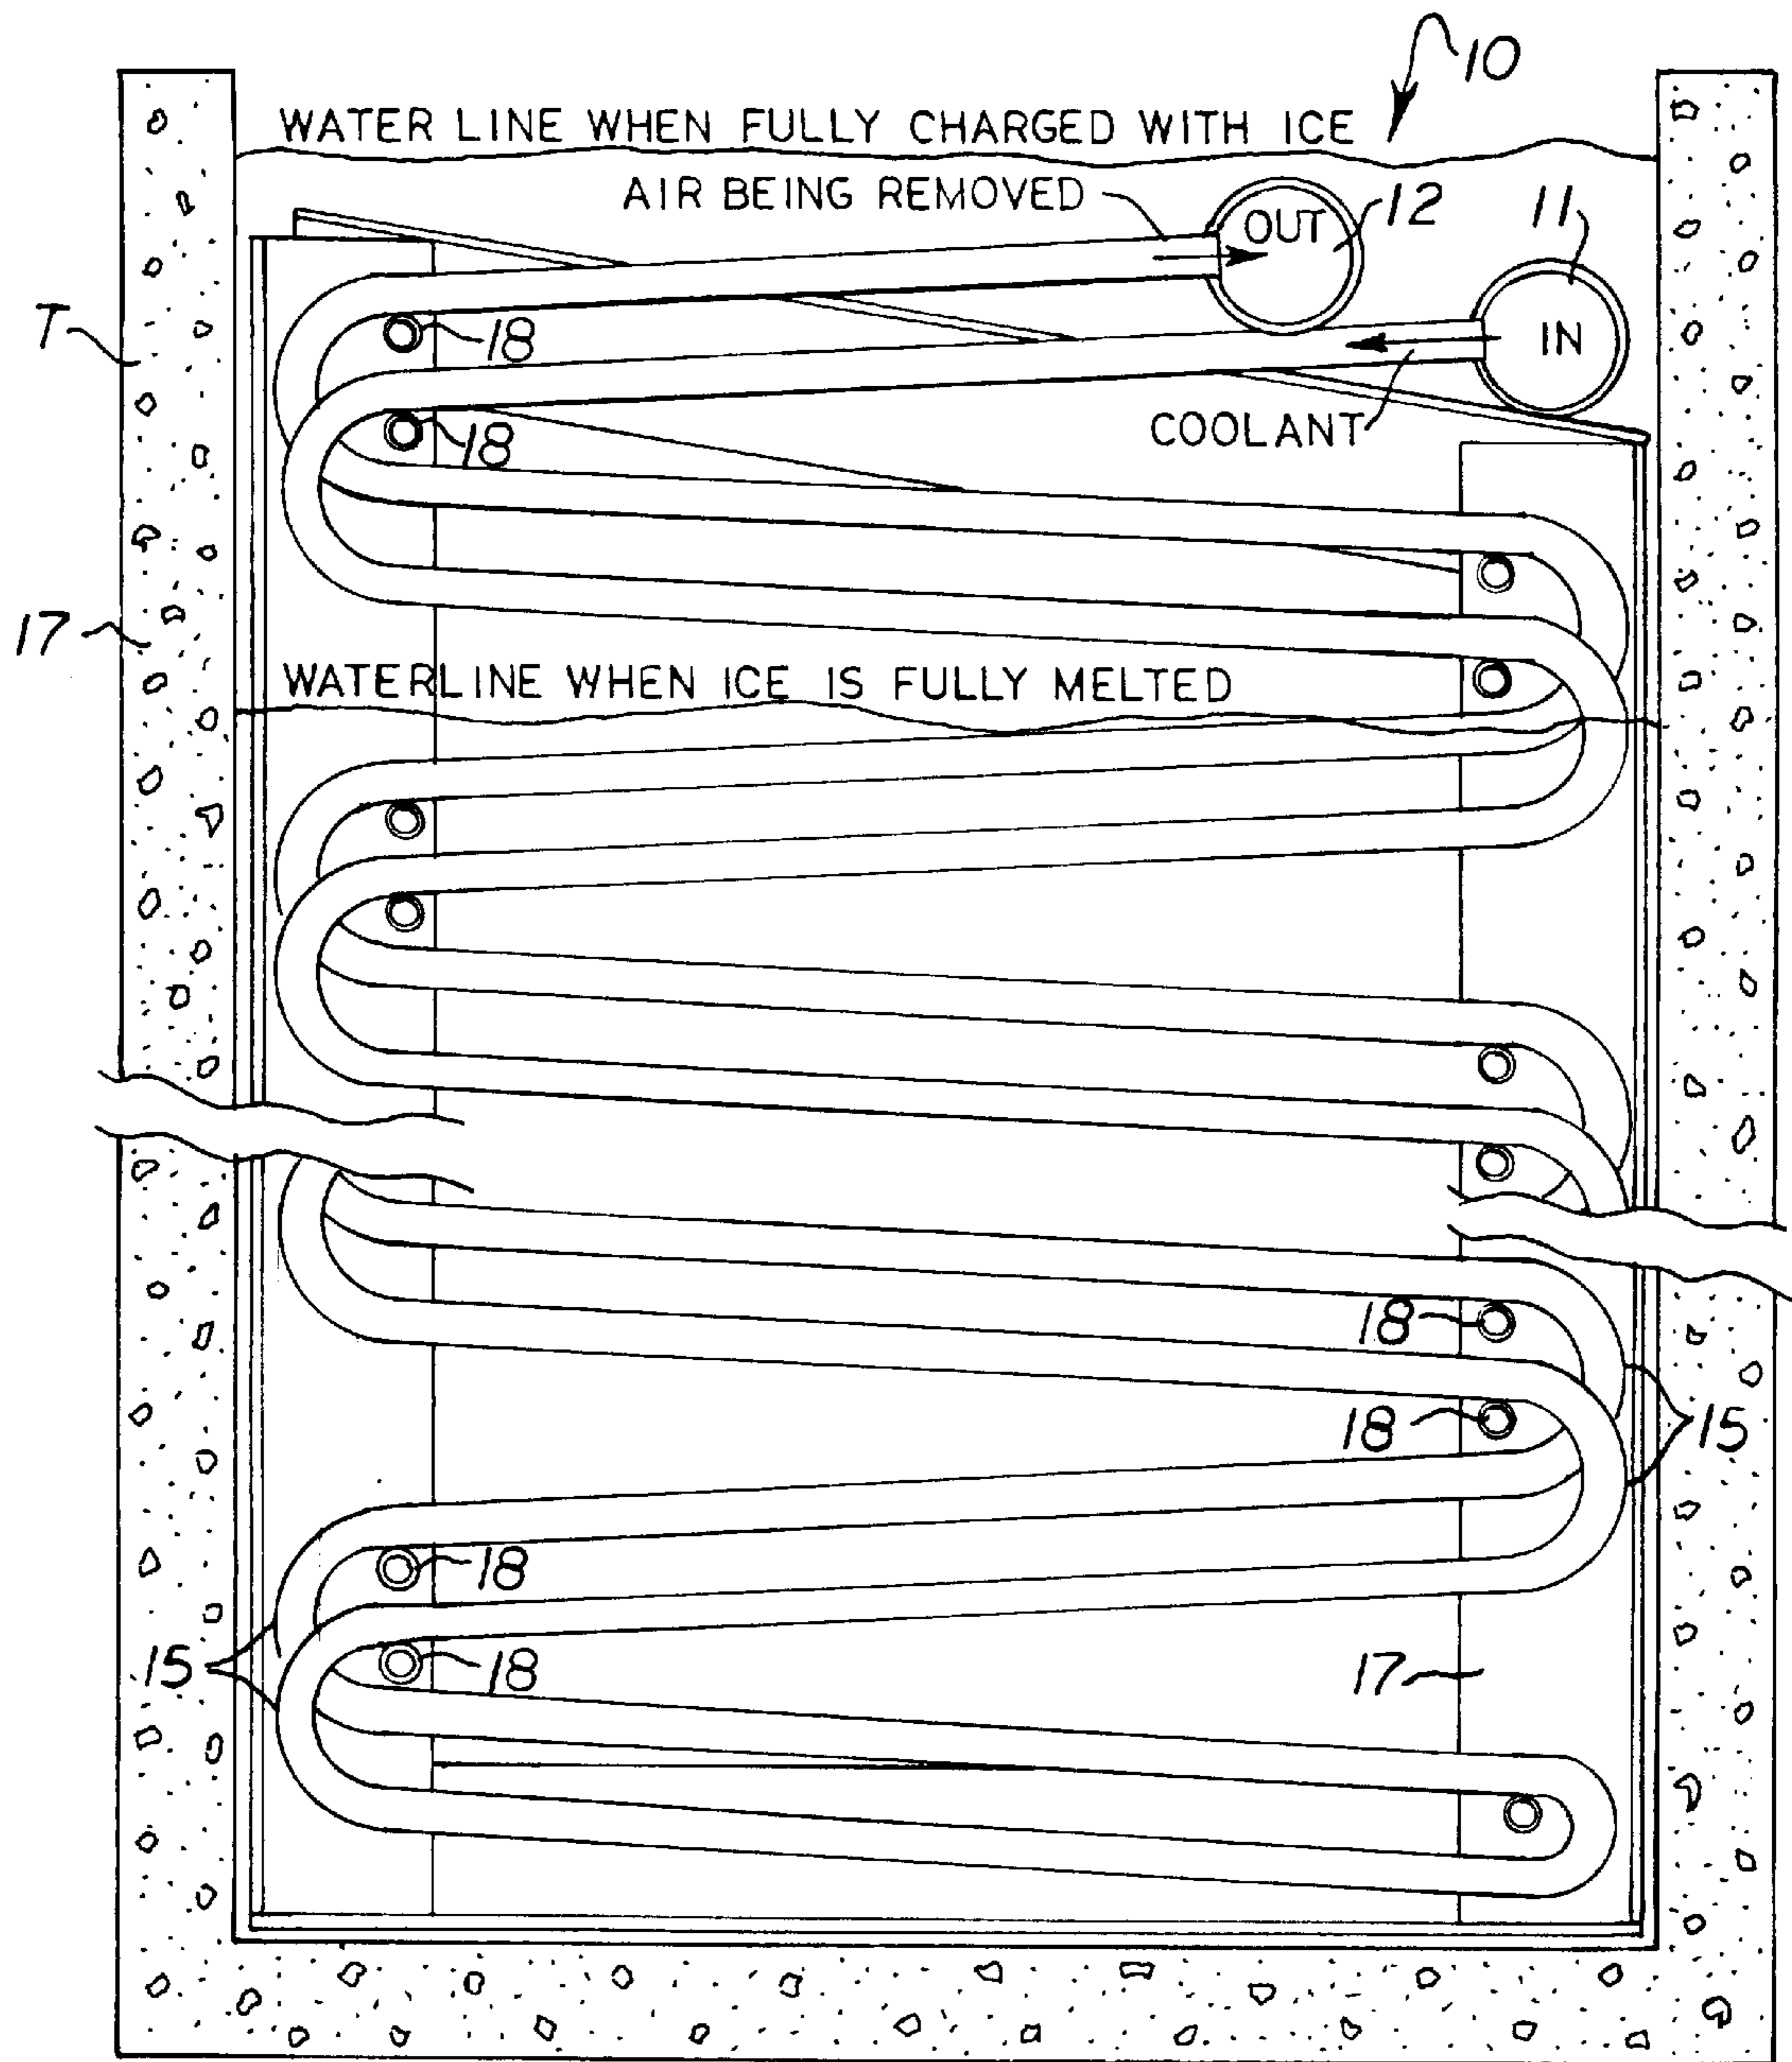 10
WATER LINE WHEN FULLY CHARGED WITH ICE
AIR BEING REMOVED
OUT
12
11
IN
T
18
COOLANT
18
17
WATERLINE WHEN ICE IS FULLY MELTED
18
18
15
18
15
18
17